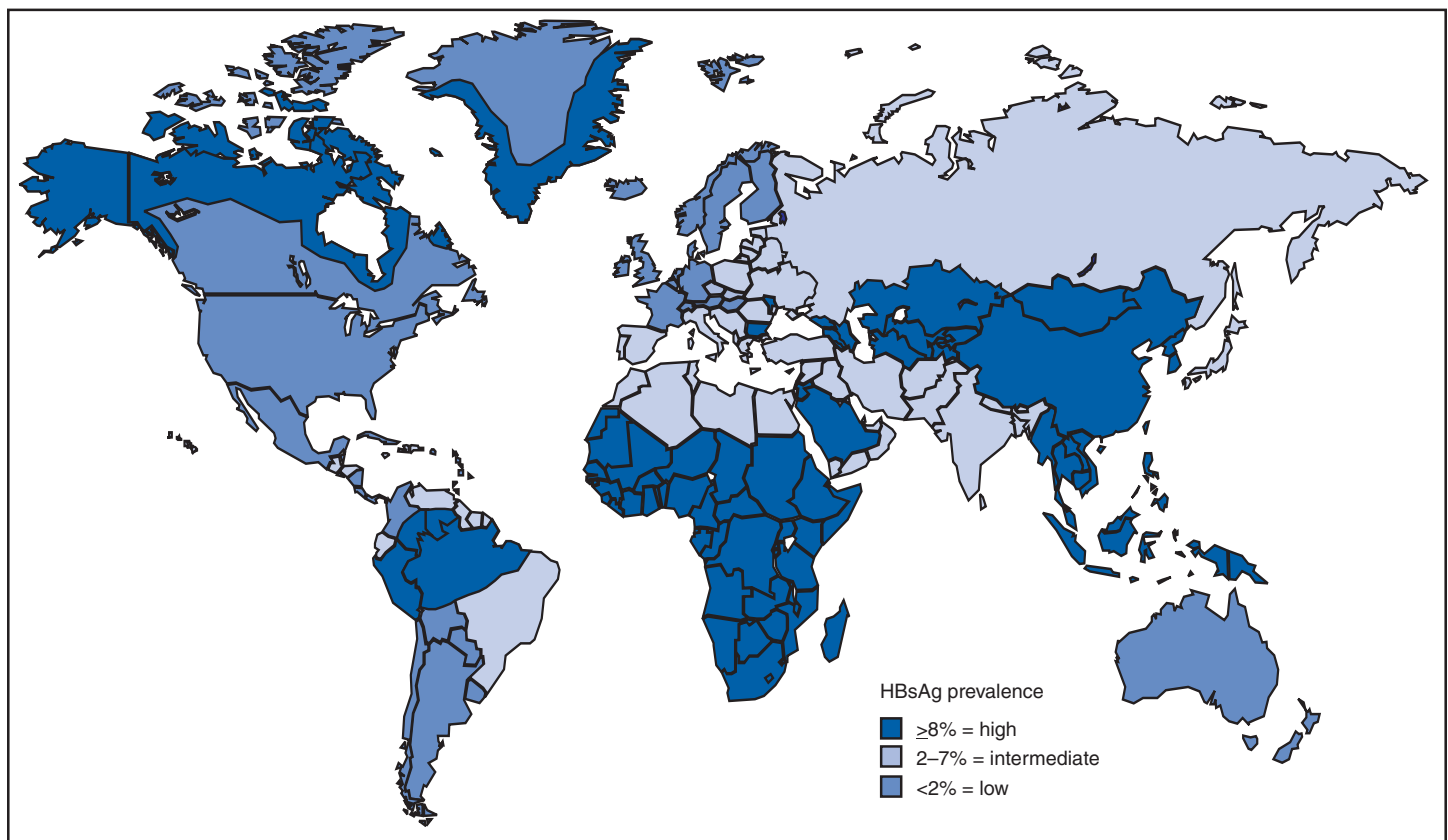 HBsAg prevalence
≥8% = high
2–7% = intermediate
<2% = low